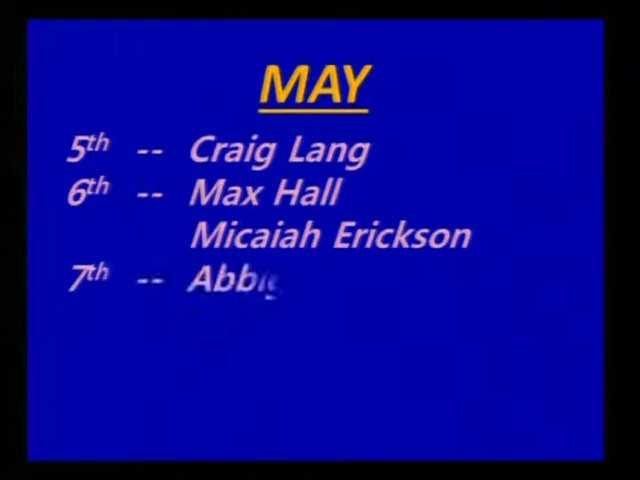 MAY
5th -- Craig Lang
6th -- Max Hall
Micaiah Erickson
7th --